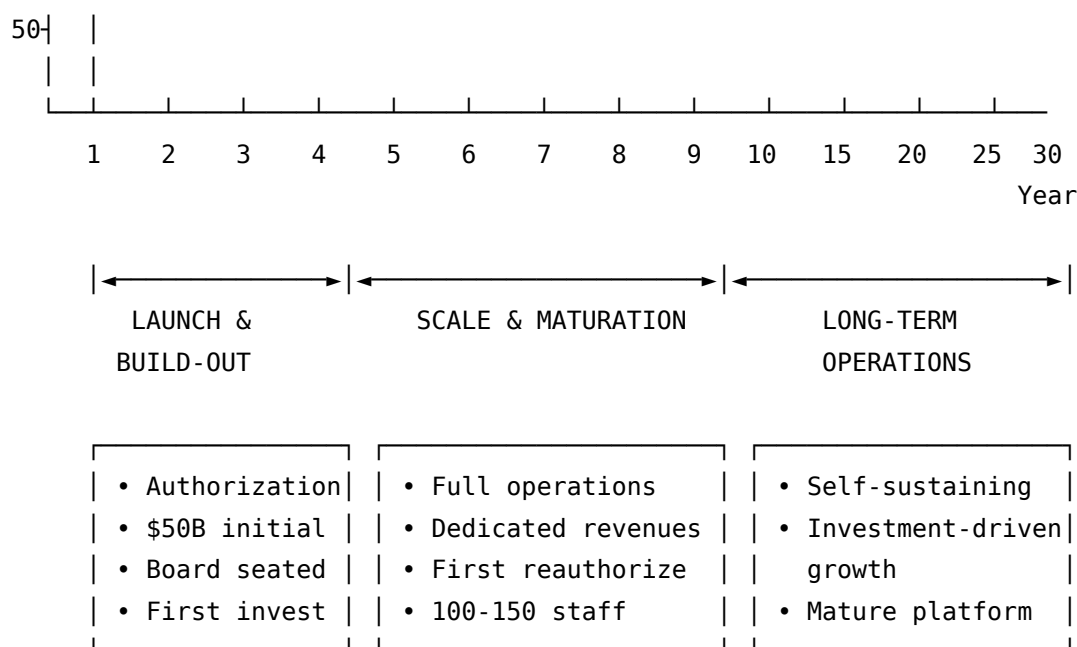 50
1 2 3 4 5 6 7 8 9 10 15 20 25 30
Year
LAUNCH & SCALE & MATURATION LONG-TERM
BUILD-OUT OPERATIONS
• Authorization • Full operations • Self-sustaining
• $50B initial • Dedicated revenues • Investment-driven
• Board seated • First reauthorize growth
• First invest • 100-150 staff • Mature platform